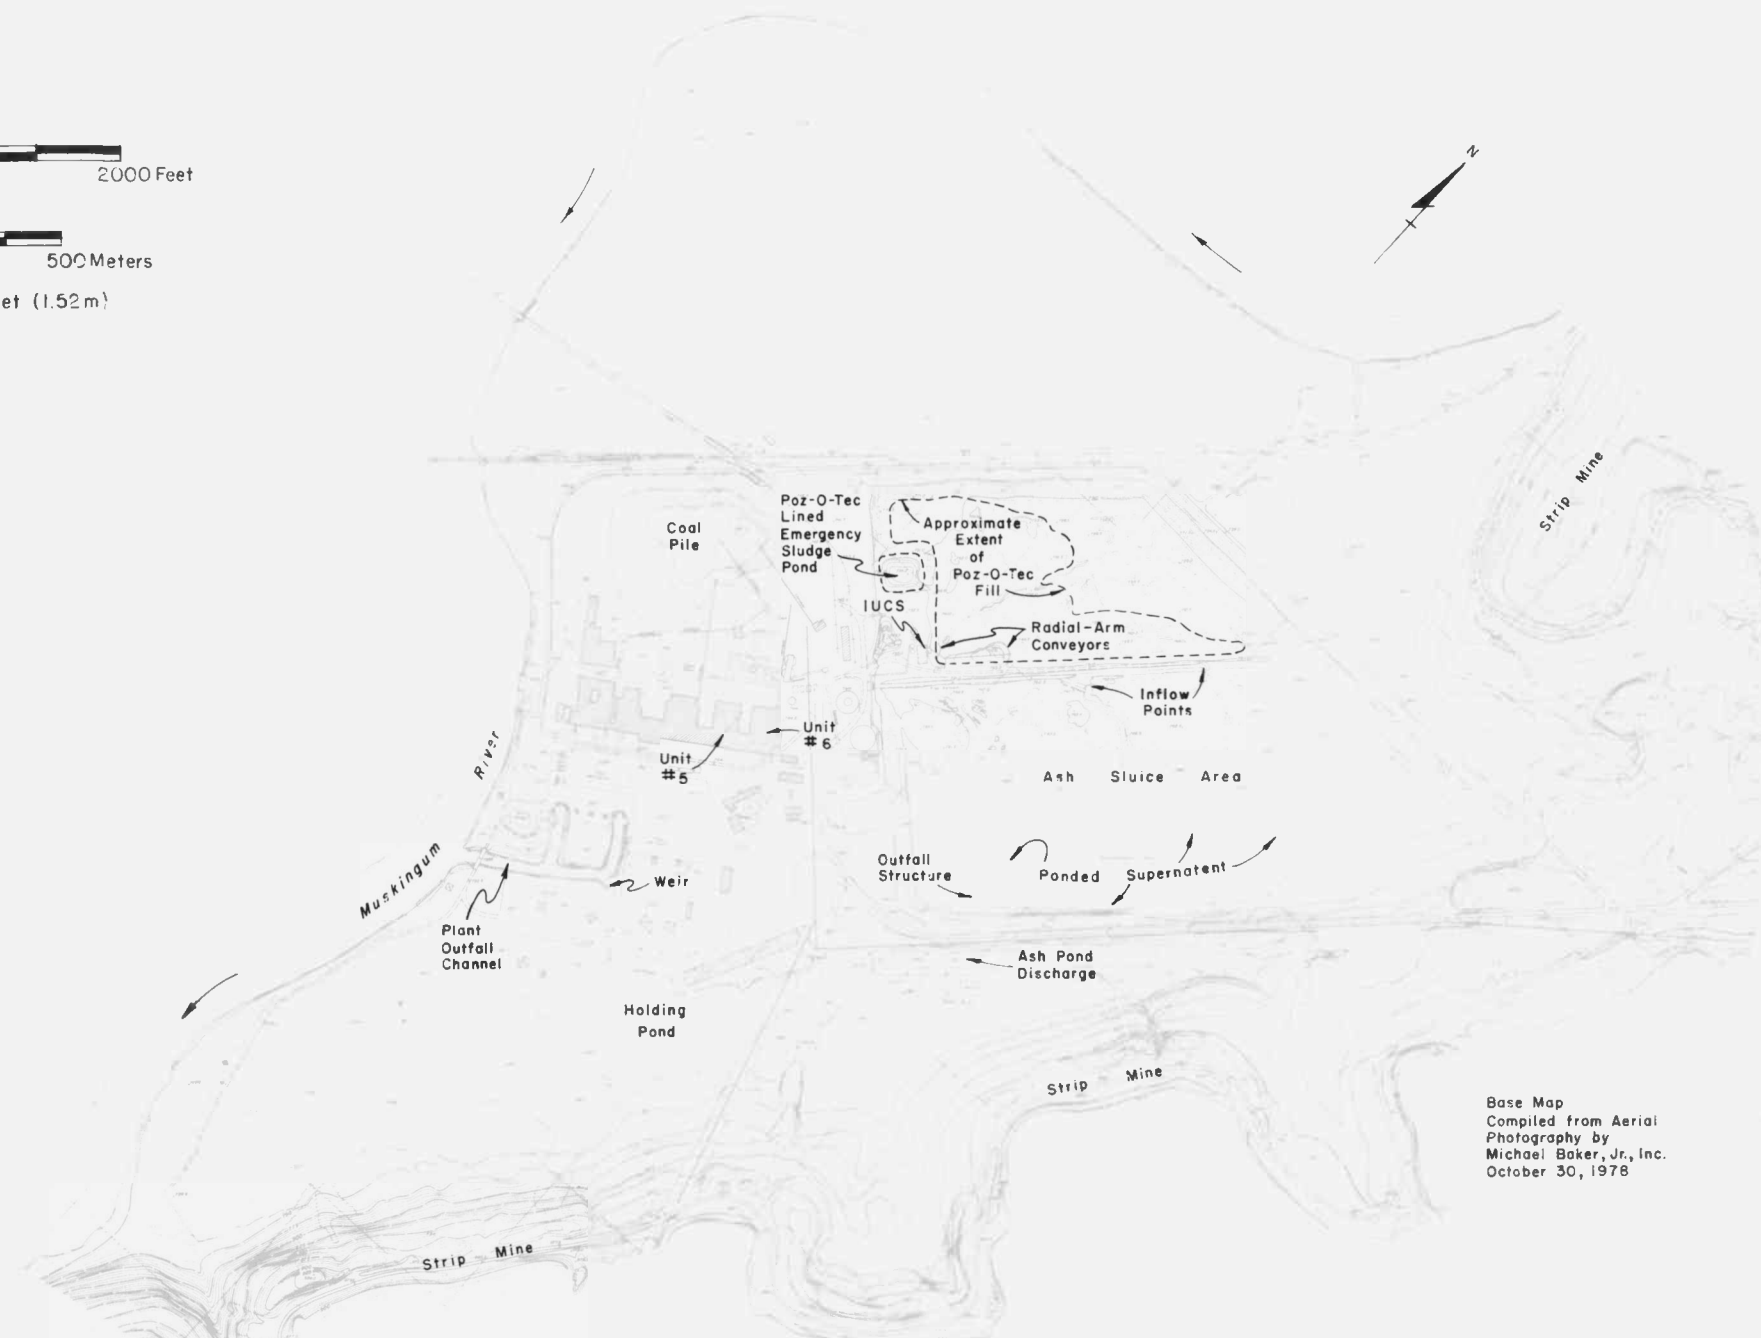 2000 Feet
500 Meters
et (1.52m)
N
Strip Mine
Poz-O-Tec
Lined
Emergency
Sludge
Pond
Coal
Pile
Approximate
Extent
of
Poz-O-Tec
Fill
IUCS
Radial-Arm
Conveyors
Inflow
Points
Unit
#6
Unit
#5
River
Ash Sluice Area
Muskingum
Outfall
Structure
Ponded Supernatent
Weir
Plant
Outfall
Channel
Ash Pond
Discharge
Holding
Pond
Strip Mine
Base Map
Compiled from Aerial
Photography by
Michael Baker, Jr., Inc.
October 30, 1978
Strip Mine